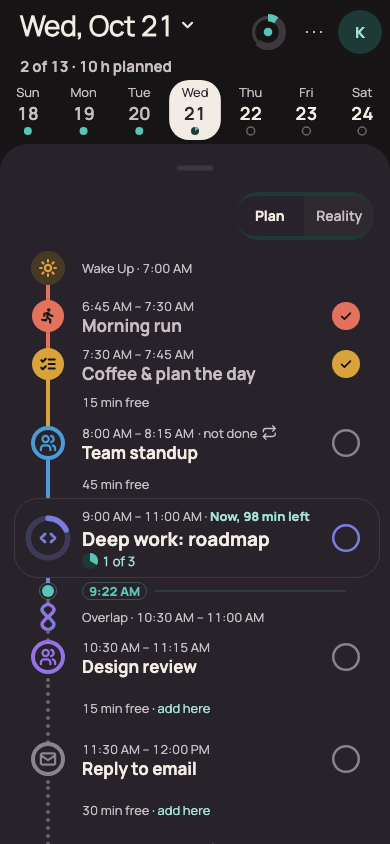 Wed, Oct 21
K
2 of 13 · 10 h planned
Sun Mon Tue Wed Thu Fri Sat
18 19 20 21 22 23 24
Plan Reality
Wake Up · 7:00 AM
6:45 AM – 7:30 AM
Morning run
7:30 AM – 7:45 AM
Coffee & plan the day
15 min free
8:00 AM – 8:15 AM · not done
Team standup
45 min free
9:00 AM – 11:00 AM · Now, 98 min left
Deep work: roadmap
1 of 3
9:22 AM
Overlap · 10:30 AM – 11:00 AM
10:30 AM – 11:15 AM
Design review
15 min free · add here
11:30 AM – 12:00 PM
Reply to email
30 min free · add here